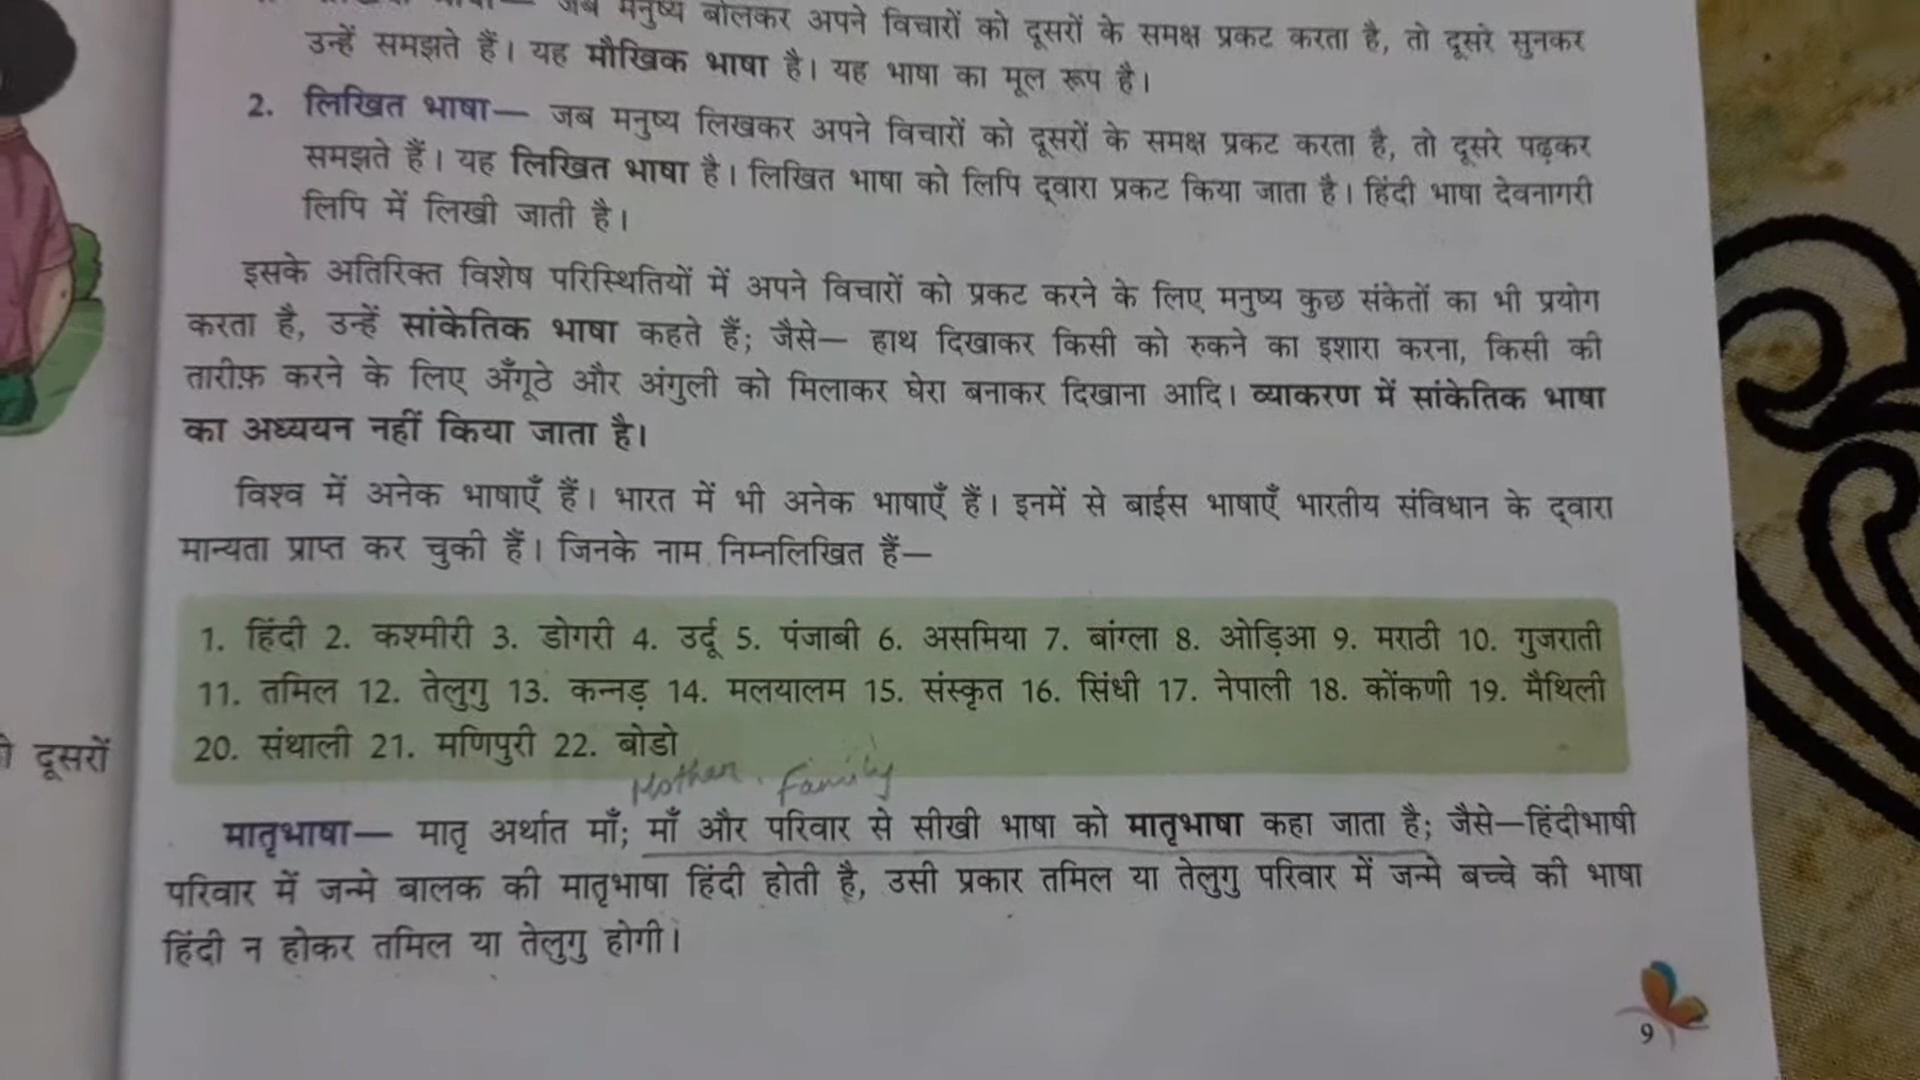 जब मनुष्य बोलकर अपने विचारों को दूसरों के समक्ष प्रकट करता है, तो दूसरे सुनकर
उन्हें समझते हैं। यह मौखिक भाषा है। यह भाषा का मूल रूप है।
2. लिखित भाषा— जब मनुष्य लिखकर अपने विचारों को दूसरों के समक्ष प्रकट करता है, तो दूसरे पढ़कर
समझते हैं। यह लिखित भाषा है। लिखित भाषा को लिपि द्वारा प्रकट किया जाता है। हिंदी भाषा देवनागरी
लिपि में लिखी जाती है।
इसके अतिरिक्त विशेष परिस्थितियों में अपने विचारों को प्रकट करने के लिए मनुष्य कुछ संकेतों का भी प्रयोग
करता है, उन्हें सांकेतिक भाषा कहते हैं; जैसे— हाथ दिखाकर किसी को रुकने का इशारा करना, किसी की
तारीफ़ करने के लिए अँगूठे और अंगुली को मिलाकर घेरा बनाकर दिखाना आदि। व्याकरण में सांकेतिक भाषा
का अध्ययन नहीं किया जाता है।
विश्व में अनेक भाषाएँ हैं। भारत में भी अनेक भाषाएँ हैं। इनमें से बाईस भाषाएँ भारतीय संविधान के द्वारा
मान्यता प्राप्त कर चुकी हैं। जिनके नाम निम्नलिखित हैं—
1. हिंदी 2. कश्मीरी 3. डोगरी 4. उर्दू 5. पंजाबी 6. असमिया 7. बांग्ला 8. ओड़िआ 9. मराठी 10. गुजराती
11. तमिल 12. तेलुगु 13. कन्नड़ 14. मलयालम 15. संस्कृत 16. सिंधी 17. नेपाली 18. कोंकणी 19. मैथिली
20. संथाली 21. मणिपुरी 22. बोडो
दूसरों
Mother. Family
मातृभाषा— मातृ अर्थात माँ; माँ और परिवार से सीखी भाषा को मातृभाषा कहा जाता है; जैसे—हिंदीभाषी
परिवार में जन्मे बालक की मातृभाषा हिंदी होती है, उसी प्रकार तमिल या तेलुगु परिवार में जन्मे बच्चे की भाषा
हिंदी न होकर तमिल या तेलुगु होगी।
9